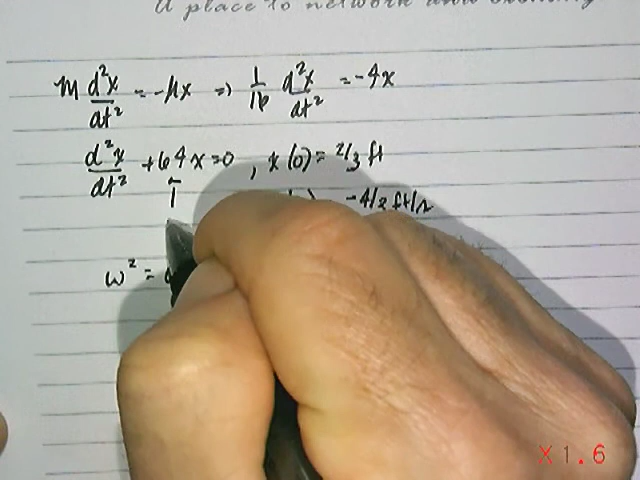 A place to network and
m d²x/dt² = -kx ⇒ 1/16 d²x/dt² = -4x
d²x/dt² + 64x = 0 , x(0) = 2/3 ft
-4/3 ft/s
ω² =
X1.6